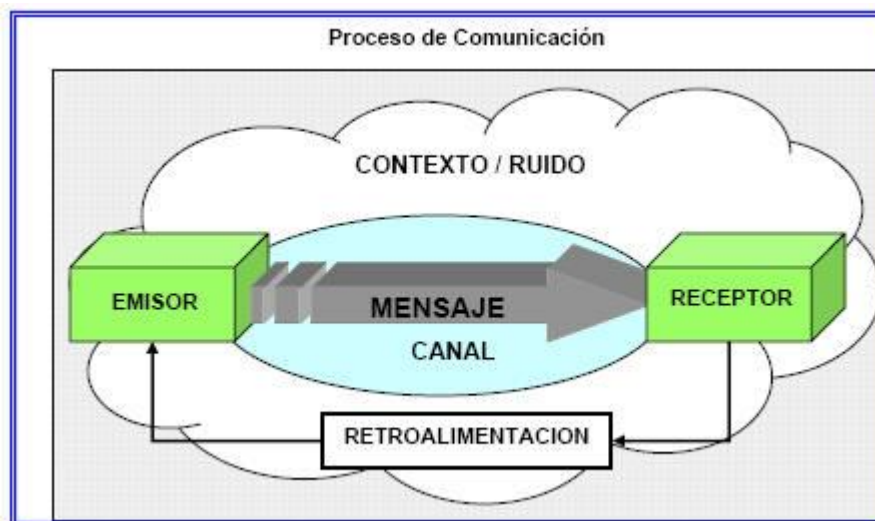 Proceso de Comunicación
CONTEXTO / RUIDO
EMISOR
MENSAJE
RECEPTOR
CANAL
RETROALIMENTACION